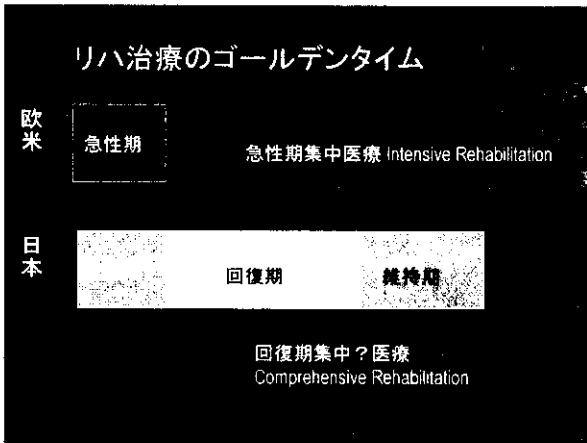 リハ治療のゴールデンタイム
欧米
急性期
急性期集中医療 Intensive Rehabilitation
日本
回復期
維持期
回復期集中？医療
Comprehensive Rehabilitation